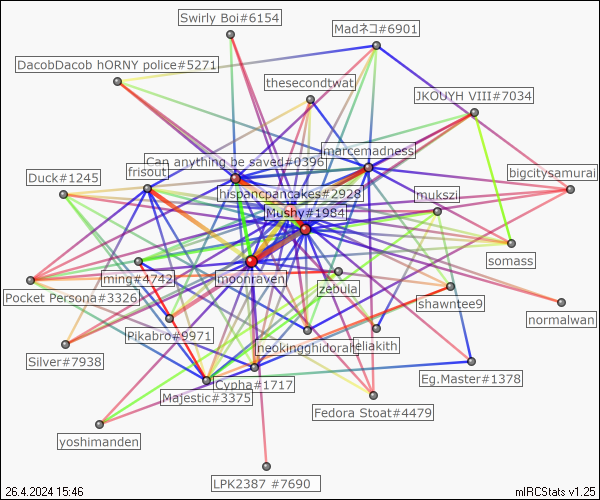 Swirly Boi#6154
Madネコ#6901
DacobDacob hORNY police#5271
thesecondtwat
JKOUYH VIII#7034
marcemadness
Can anything be saved#0396
frisout
bigcitysamurai
Duck#1245
hispancpancakes#2928
mukszi
Mushy#1984
somass
ming#4742
moonraven
zebula
Pocket Persona#3326
shawntee9
normalwan
Pikabro#9971
neokingghidorah
eliakith
Silver#7938
Eg.Master#1378
Cypha#1717
Majestic#3375
Fedora Stoat#4479
yoshimanden
LPK2387 #7690
26.4.2024 15:46
mIRCStats v1.25